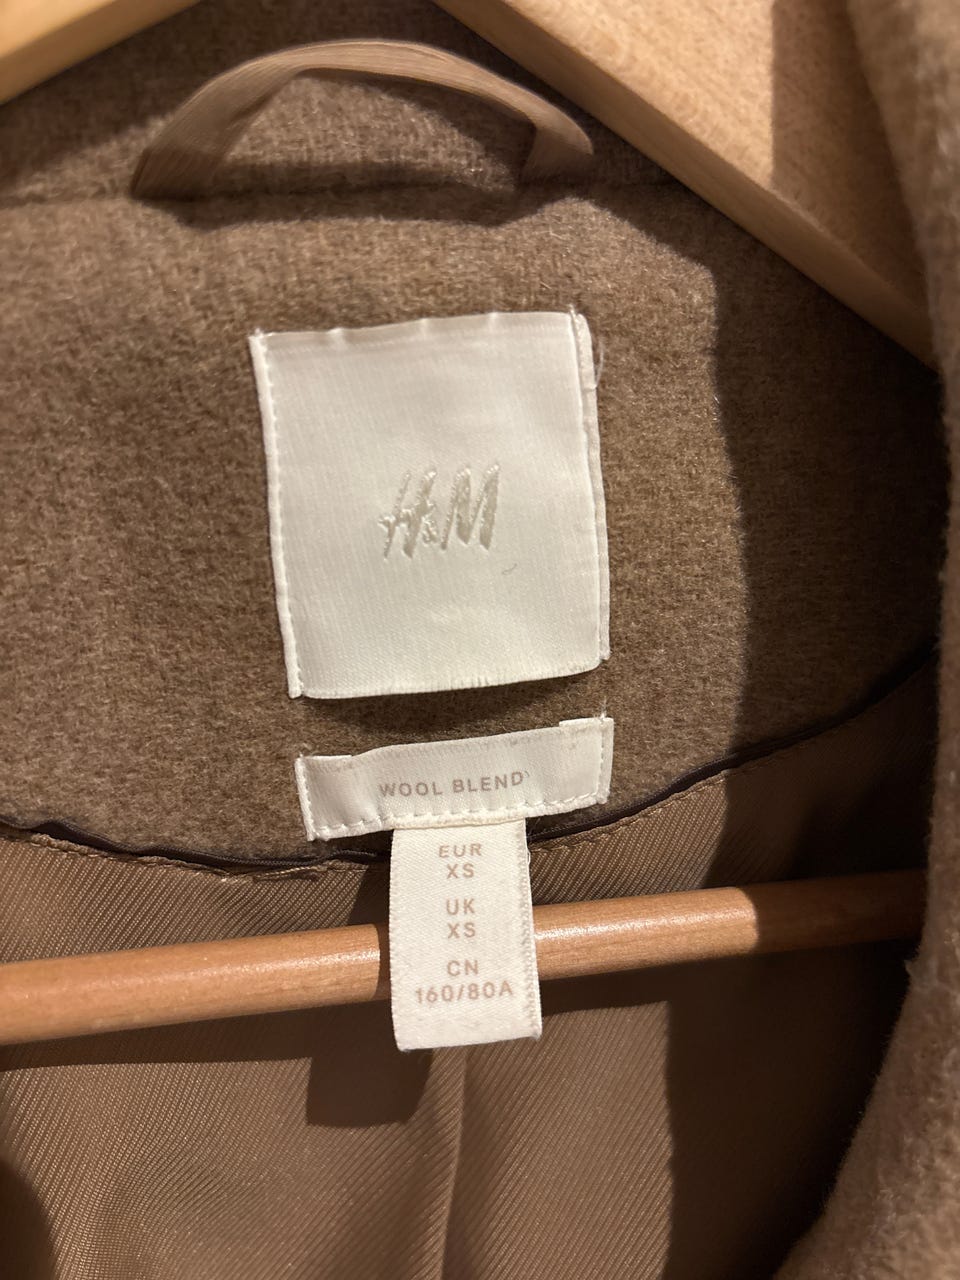 H&M
WOOL BLEND
EUR
XS
UK
XS
CN
160/80A